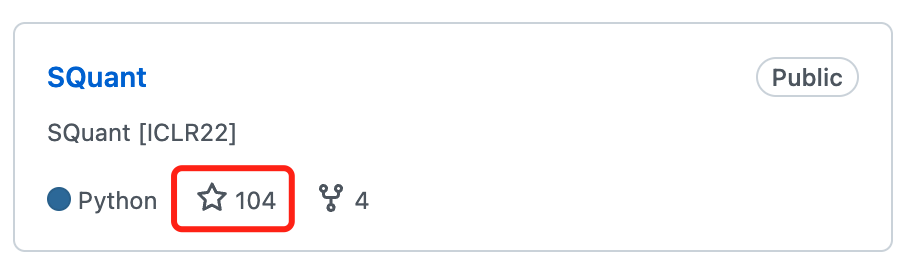 SQuant
Public
SQuant [ICLR22]
Python 104 4